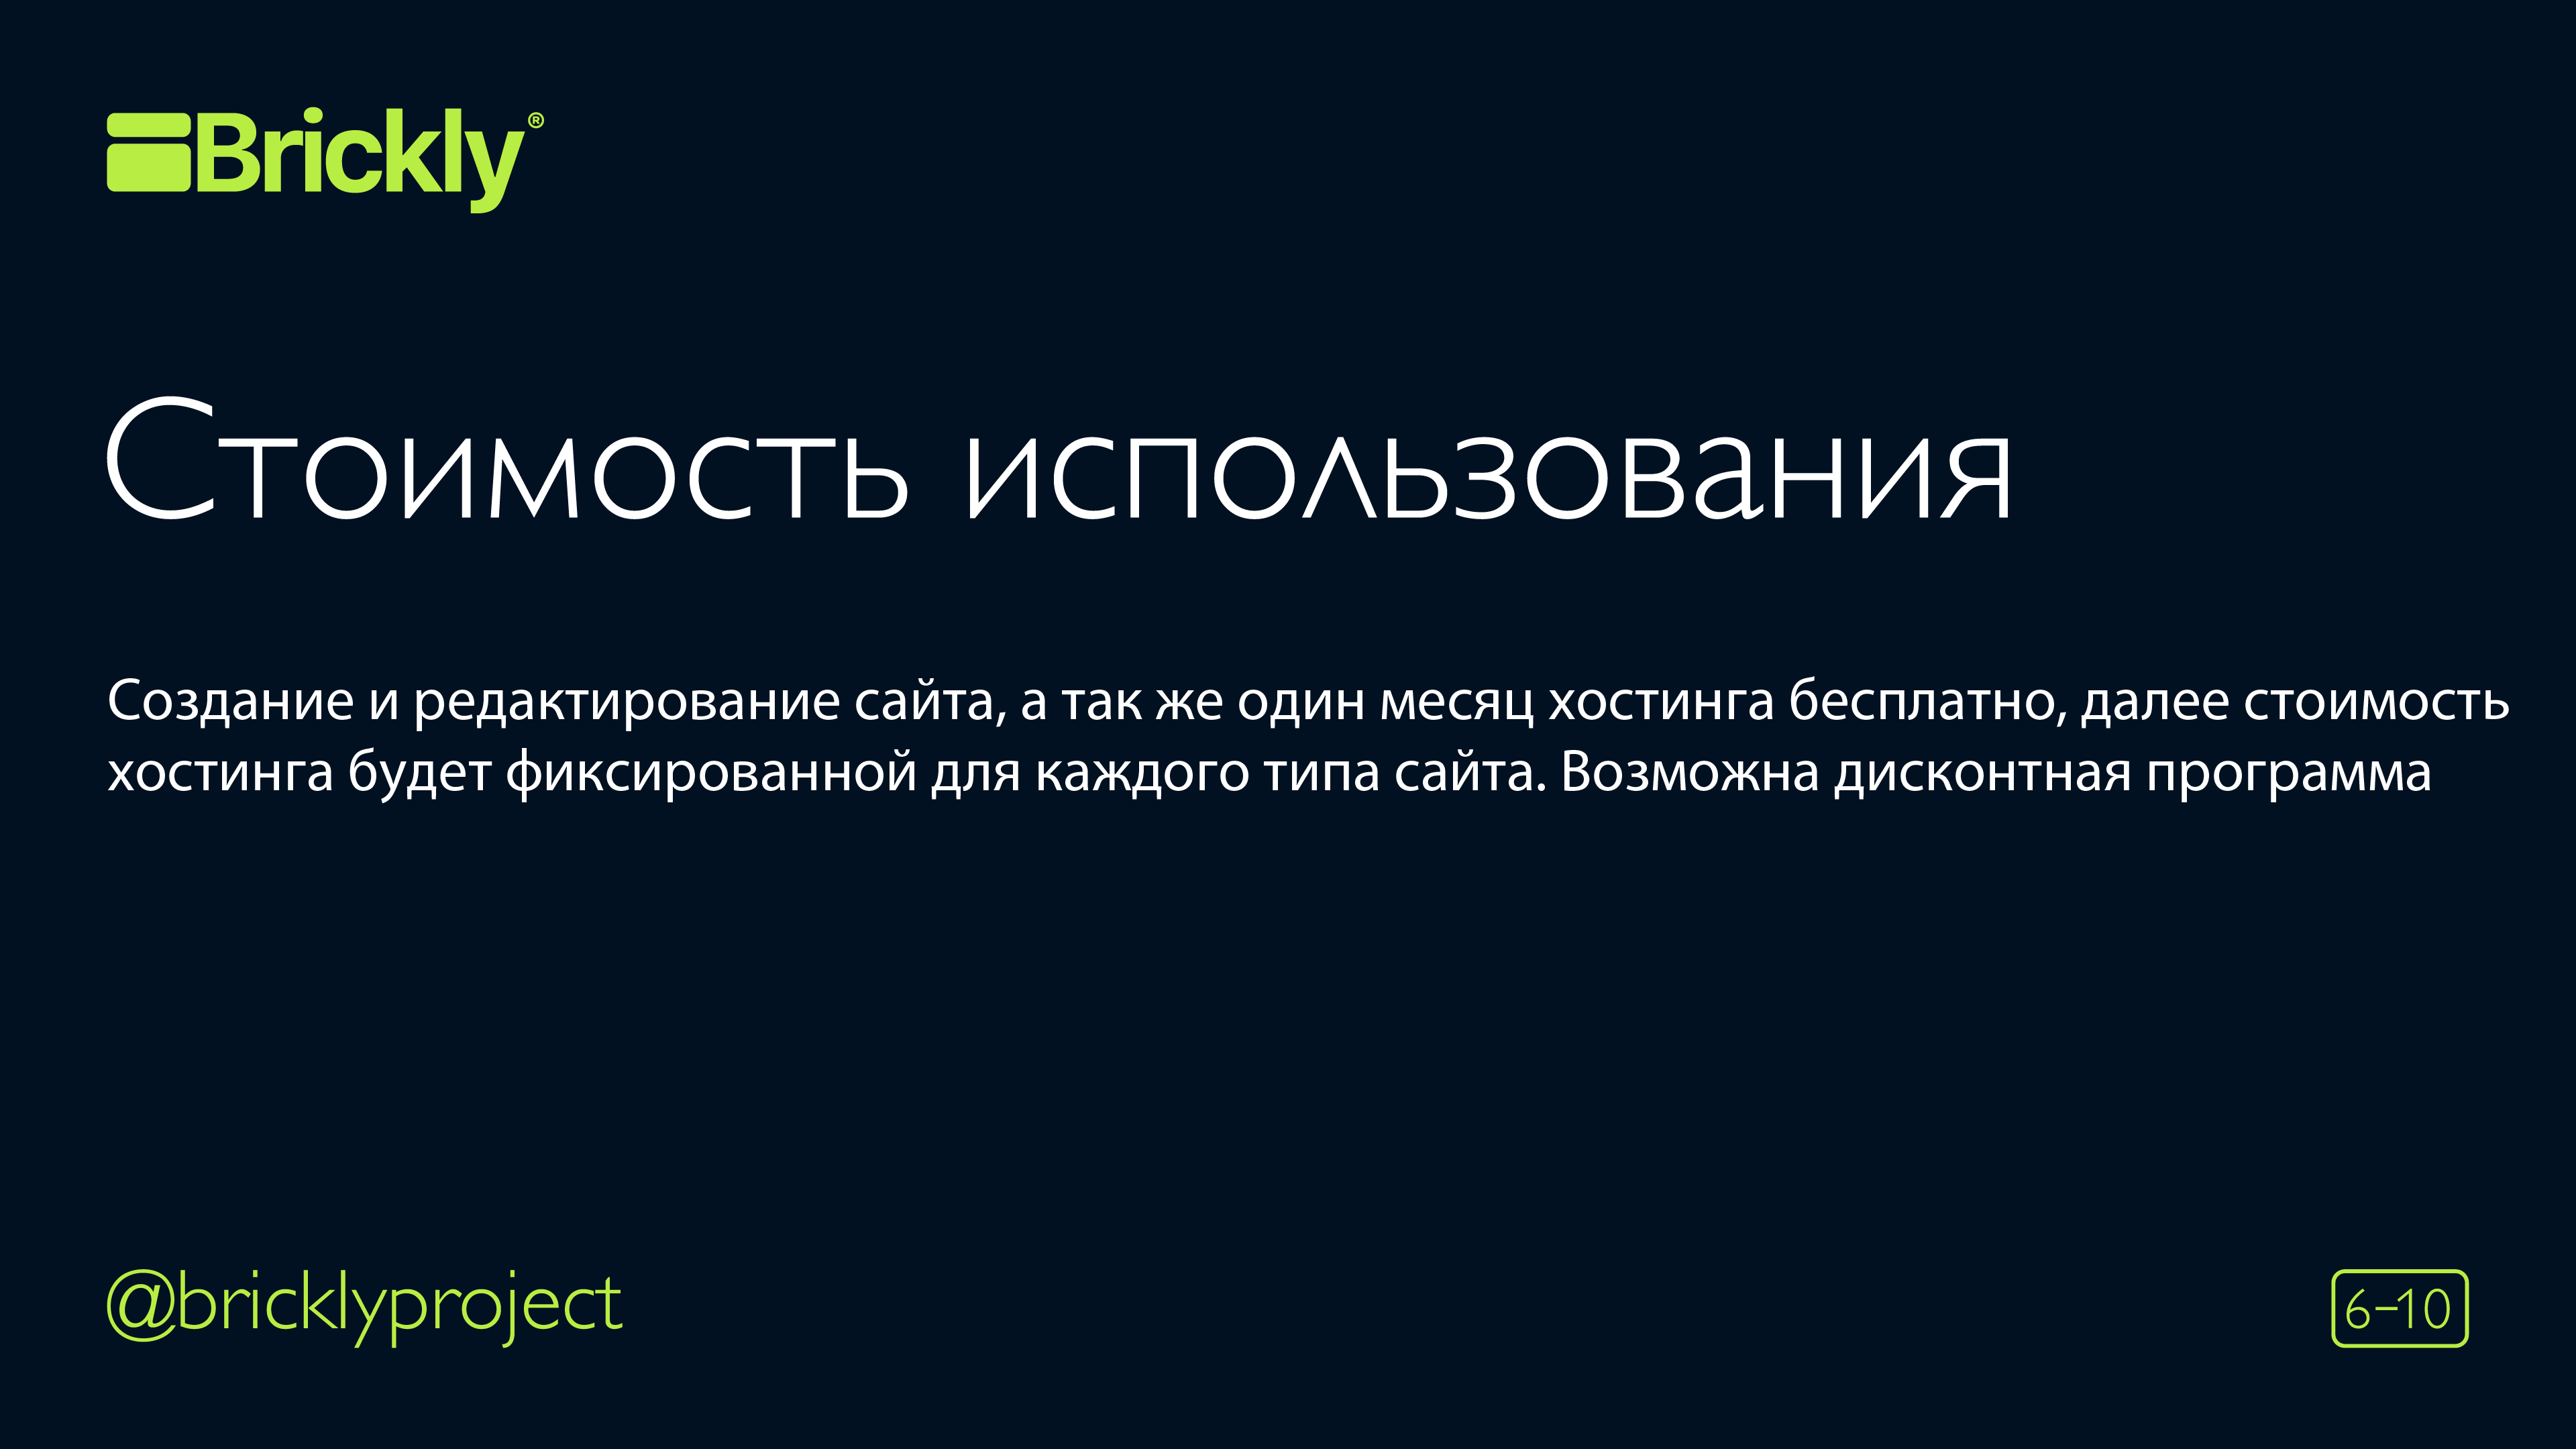 Brickly®
Стоимость использования
Создание и редактирование сайта, а так же один месяц хостинга бесплатно, далее стоимость
хостинга будет фиксированной для каждого типа сайта. Возможна дисконтная программа
@bricklyproject
6–10